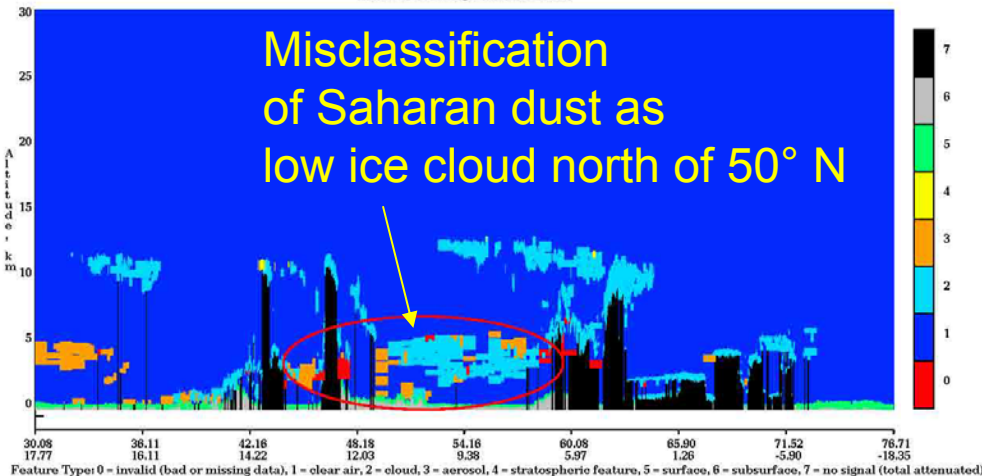 Misclassification
of Saharan dust as
low ice cloud north of 50° N
30
25
20
15
10
5
0
Altitude, km
7
6
5
4
3
2
1
0
30.08 36.11 42.16 48.18 54.16 60.08 65.90 71.52 76.71
17.77 16.11 14.22 12.03 9.38 5.97 1.26 -5.90 -18.35
Feature Type: 0 = invalid (bad or missing data), 1 = clear air, 2 = cloud, 3 = aerosol, 4 = stratospheric feature, 5 = surface, 6 = subsurface, 7 = no signal (total attenuated)